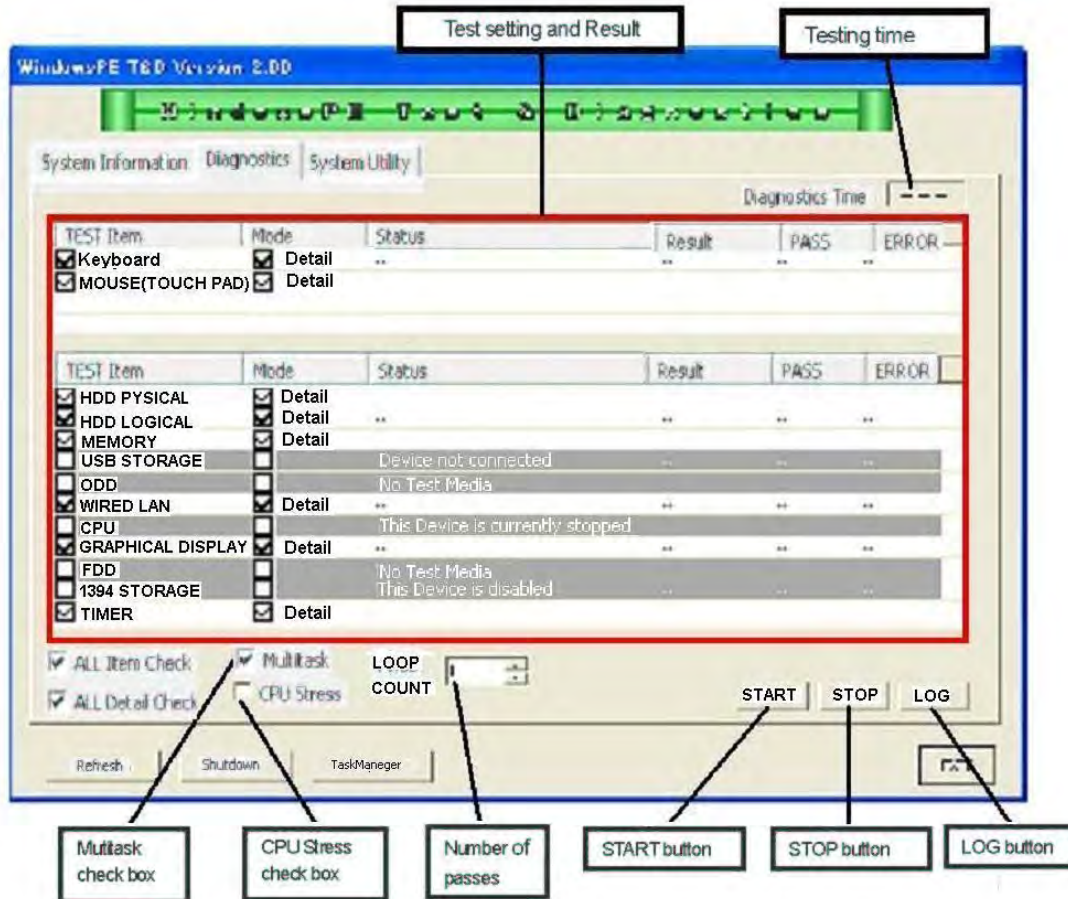 Test setting and Result
Testing time
WindowsPE T&D Version 2.00
WindowsPE Test & Diagnostics
System Information Diagnostics System Utility
Diagnostics Time ---
TEST Item Mode Status Result PASS ERROR
Keyboard Detail -- -- -- --
MOUSE(TOUCH PAD) Detail
TEST Item Mode Status Result PASS ERROR
HDD PYSICAL Detail
HDD LOGICAL Detail -- -- -- --
MEMORY Detail
USB STORAGE Device not connected -- -- --
ODD No Test Media
WIRED LAN Detail -- -- -- --
CPU This Device is currently stopped
GRAPHICAL DISPLAY Detail -- -- -- --
FDD No Test Media
1394 STORAGE This Device is disabled -- -- --
TIMER Detail
ALL Item Check Multitask LOOP COUNT 1
ALL Detail Check CPU Stress START STOP LOG
Refresh Shutdown TaskManeger
Mutitask check box
CPU Stress check box
Number of passes
START button
STOP button
LOG button